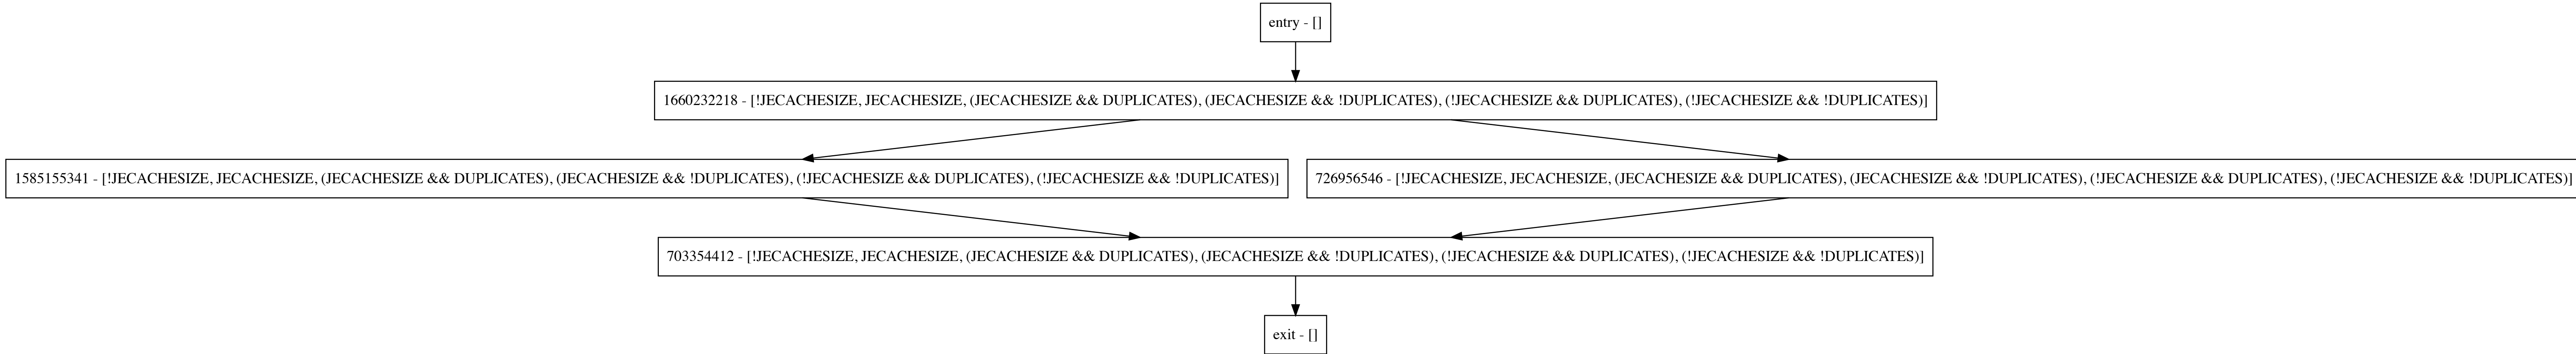 entry - []
1660232218 - [!JECACHESIZE, JECACHESIZE, (JECACHESIZE && DUPLICATES), (JECACHESIZE && !DUPLICATES), (!JECACHESIZE && DUPLICATES), (!JECACHESIZE && !DUPLICATES)]
1585155341 - [!JECACHESIZE, JECACHESIZE, (JECACHESIZE && DUPLICATES), (JECACHESIZE && !DUPLICATES), (!JECACHESIZE && DUPLICATES), (!JECACHESIZE && !DUPLICATES)]
726956546 - [!JECACHESIZE, JECACHESIZE, (JECACHESIZE && DUPLICATES), (JECACHESIZE && !DUPLICATES), (!JECACHESIZE && DUPLICATES), (!JECACHESIZE && !DUPLICATES)]
703354412 - [!JECACHESIZE, JECACHESIZE, (JECACHESIZE && DUPLICATES), (JECACHESIZE && !DUPLICATES), (!JECACHESIZE && DUPLICATES), (!JECACHESIZE && !DUPLICATES)]
exit - []